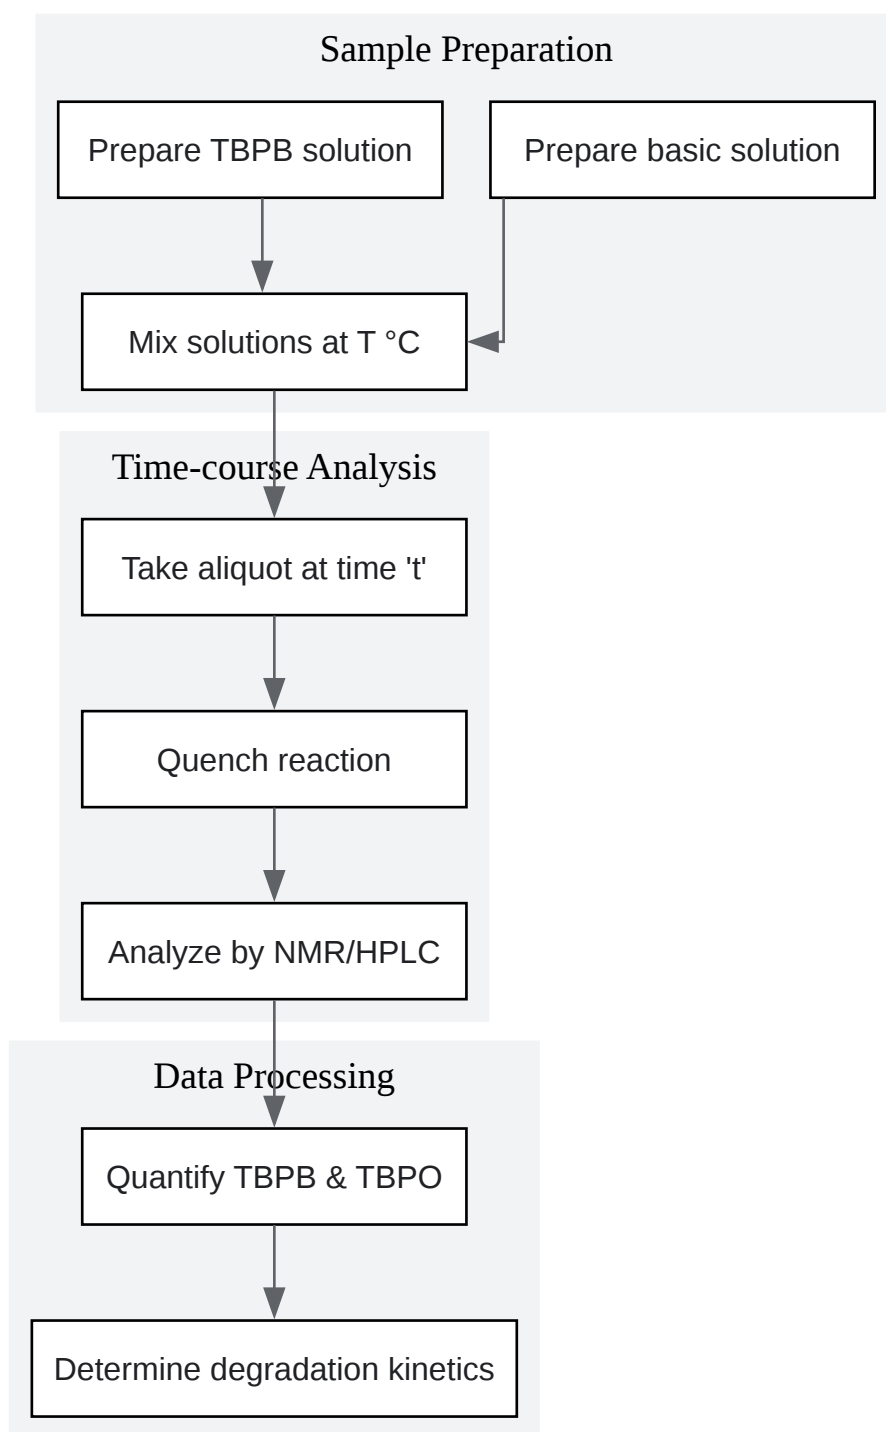 Sample Preparation
Prepare TBPB solution
Prepare basic solution
Mix solutions at T °C
Time-course Analysis
Take aliquot at time 't'
Quench reaction
Analyze by NMR/HPLC
Data Processing
Quantify TBPB & TBPO
Determine degradation kinetics